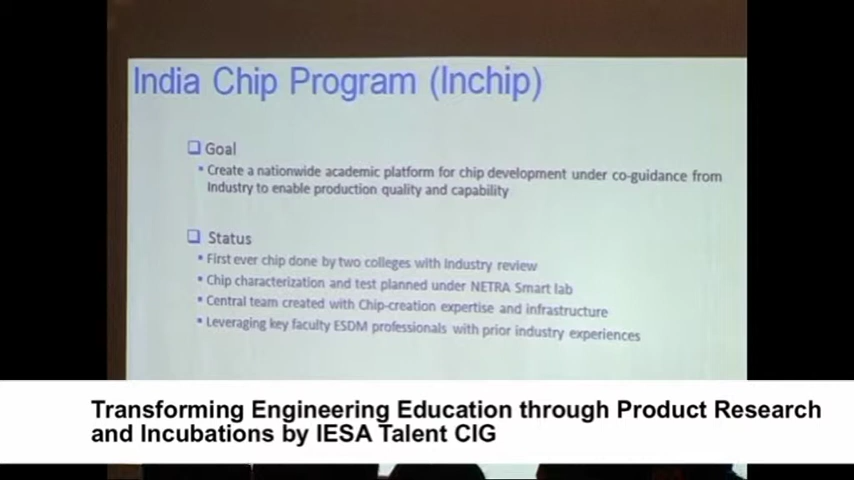 India Chip Program (Inchip)
❑ Goal
▪ Create a nationwide academic platform for chip development under co-guidance from
Industry to enable production quality and capability
❑ Status
▪ First ever chip done by two colleges with Industry review
▪ Chip characterization and test planned under NETRA Smart lab
▪ Central team created with Chip-creation expertise and infrastructure
▪ Leveraging key faculty ESDM professionals with prior industry experiences
Transforming Engineering Education through Product Research
and Incubations by IESA Talent CIG